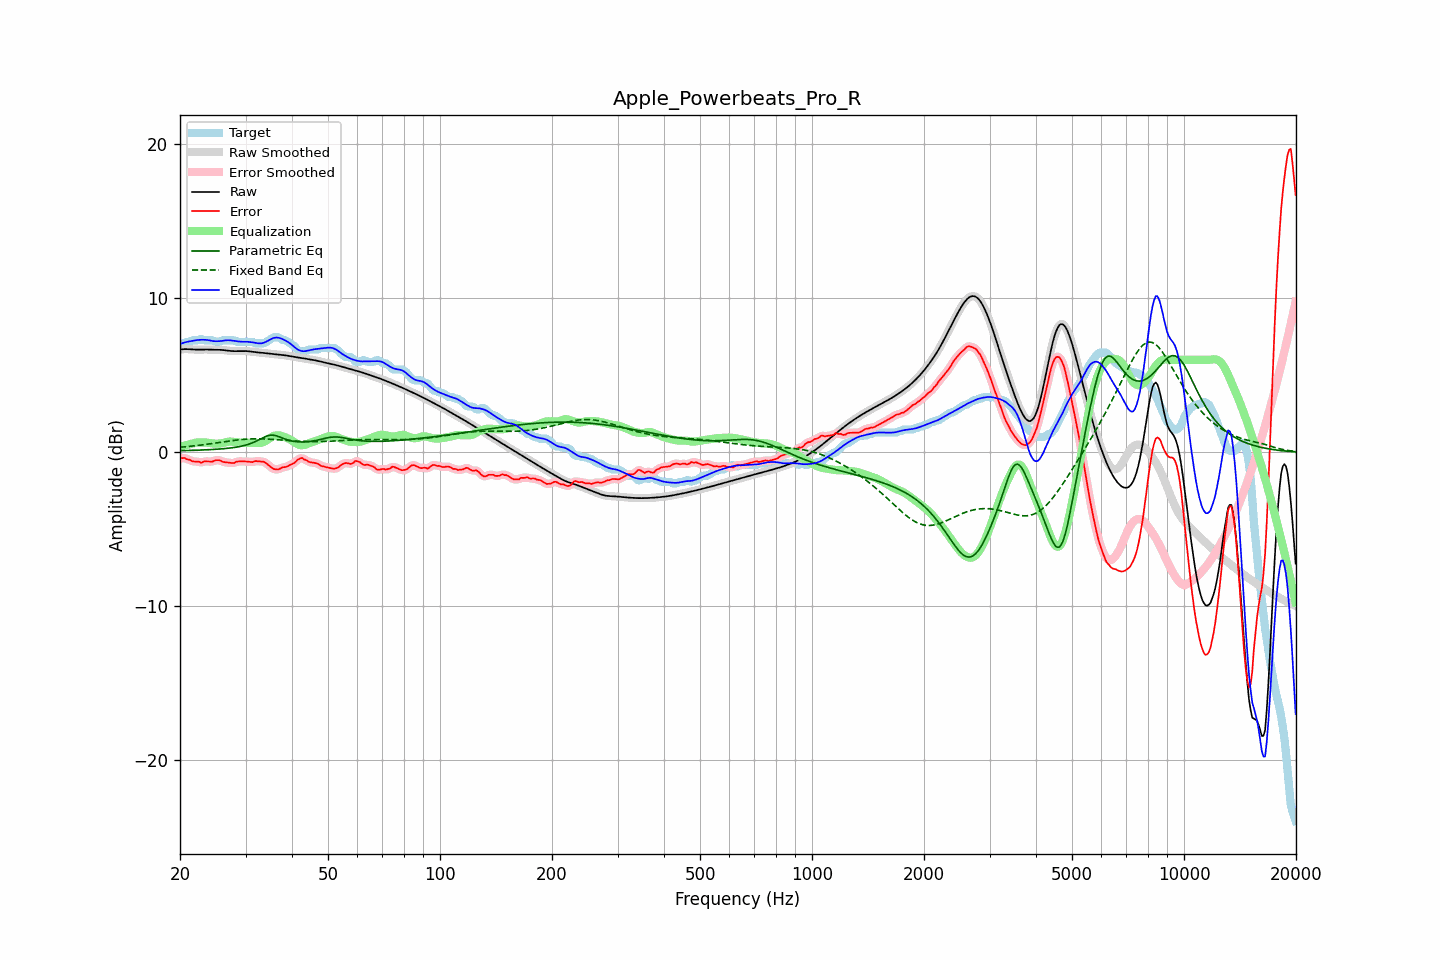 Apple_Powerbeats_Pro_R
Target
Raw Smoothed
Error Smoothed
Raw
Error
Equalization
Parametric Eq
Fixed Band Eq
Equalized
Amplitude (dBr)
20
10
0
−10
−20
20
50
100
200
500
1000
2000
5000
10000
20000
Frequency (Hz)